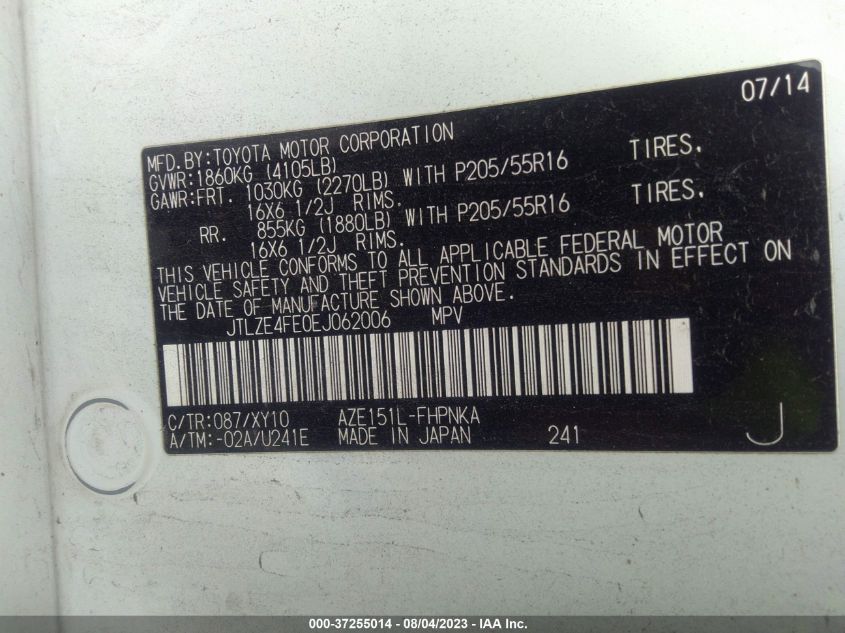 07/14
MFD.BY:TOYOTA MOTOR CORPORATION
GVWR:1860KG (4105LB)
GAWR:FRT. 1030KG (2270LB) WITH P205/55R16 TIRES.
16X6 1/2J RIMS.
RR. 855KG (1880LB) WITH P205/55R16 TIRES.
16X6 1/2J RIMS.
THIS VEHICLE CONFORMS TO ALL APPLICABLE FEDERAL MOTOR
VEHICLE SAFETY AND THEFT PREVENTION STANDARDS IN EFFECT ON
THE DATE OF MANUFACTURE SHOWN ABOVE.
JTLZE4FE0EJ062006 MPV
C/TR:087/XY10 AZE151L-FHPNKA
A/TM:-02A/U241E MADE IN JAPAN 241 J
000-37255014 - 08/04/2023 - IAA Inc.